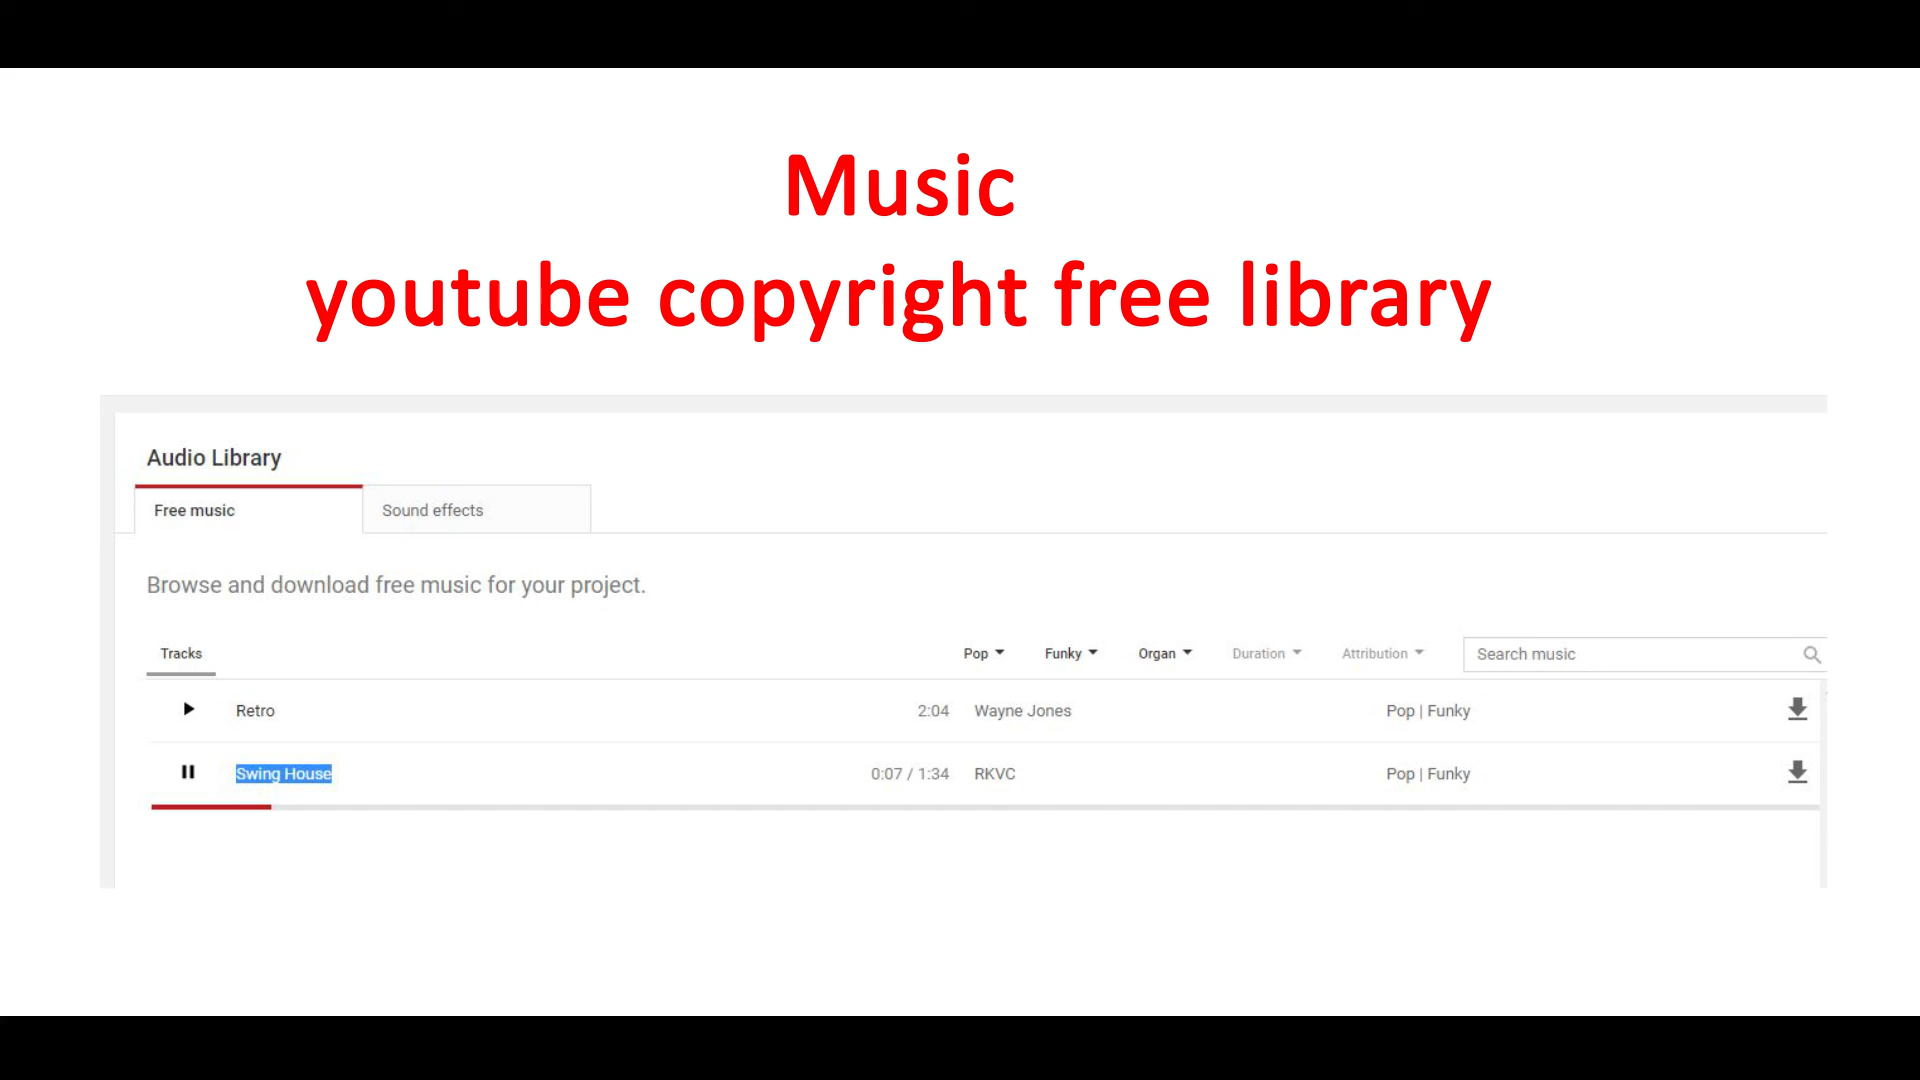 Music
youtube copyright free library
Audio Library
Free music Sound effects
Browse and download free music for your project.
Tracks Pop Funky Organ Duration Attribution Search music
Retro 2:04 Wayne Jones Pop | Funky
Swing House 0:07 / 1:34 RKVC Pop | Funky